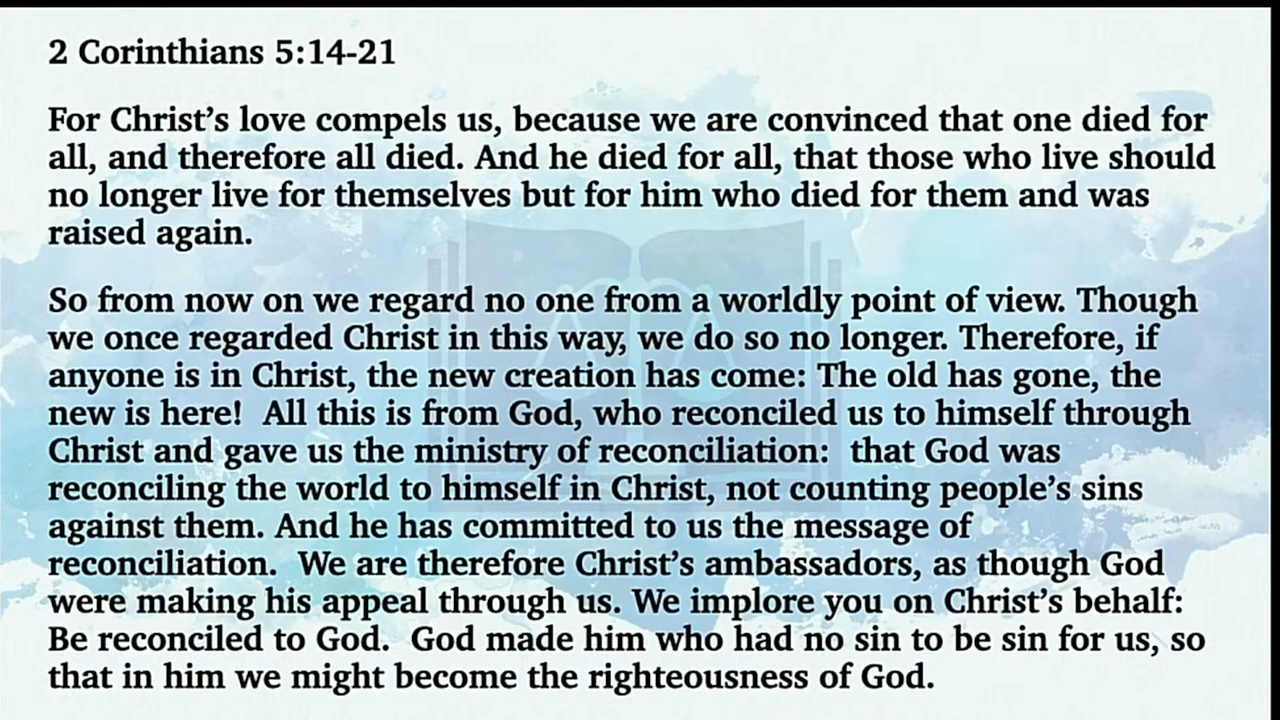 2 Corinthians 5:14-21
For Christ’s love compels us, because we are convinced that one died for
all, and therefore all died. And he died for all, that those who live should
no longer live for themselves but for him who died for them and was
raised again.
So from now on we regard no one from a worldly point of view. Though
we once regarded Christ in this way, we do so no longer. Therefore, if
anyone is in Christ, the new creation has come: The old has gone, the
new is here!  All this is from God, who reconciled us to himself through
Christ and gave us the ministry of reconciliation:  that God was
reconciling the world to himself in Christ, not counting people’s sins
against them. And he has committed to us the message of
reconciliation.  We are therefore Christ’s ambassadors, as though God
were making his appeal through us. We implore you on Christ’s behalf:
Be reconciled to God.  God made him who had no sin to be sin for us, so
that in him we might become the righteousness of God.